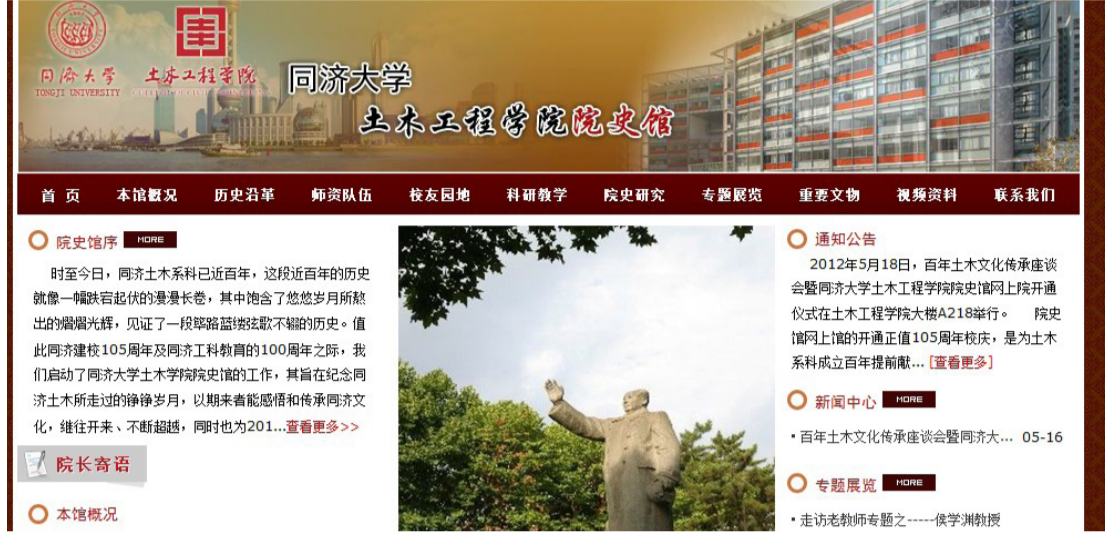 同济大学
TONGJI UNIVERSITY
土木工程学院
同济大学
土木工程学院院史馆
首 页 本馆概况 历史沿革 师资队伍 校友园地 科研教学 院史研究 专题展览 重要文物 视频资料 联系我们
院史馆序 MORE
时至今日，同济土木系科已近百年，这段近百年的历史
就像一幅跌宕起伏的漫漫长卷，其中饱含了悠悠岁月所熬
出的熠熠光辉，见证了一段筚路蓝缕弦歌不辍的历史。值
此同济建校105周年及同济工科教育的100周年之际，我
们启动了同济大学土木学院院史馆的工作，其旨在纪念同
济土木所走过的铮铮岁月，以期来者能感悟和传承同济文
化，继往开来、不断超越，同时也为201...查看更多>>
院长寄语
本馆概况
通知公告
2012年5月18日，百年土木文化传承座谈
会暨同济大学土木工程学院院史馆网上院开通
仪式在土木工程学院大楼A218举行。 院史
馆网上馆的开通正值105周年校庆，是为土木
系科成立百年提前献... [查看更多]
新闻中心 MORE
·百年土木文化传承座谈会暨同济大... 05-16
专题展览 MORE
·走访老教师专题之-----侯学渊教授